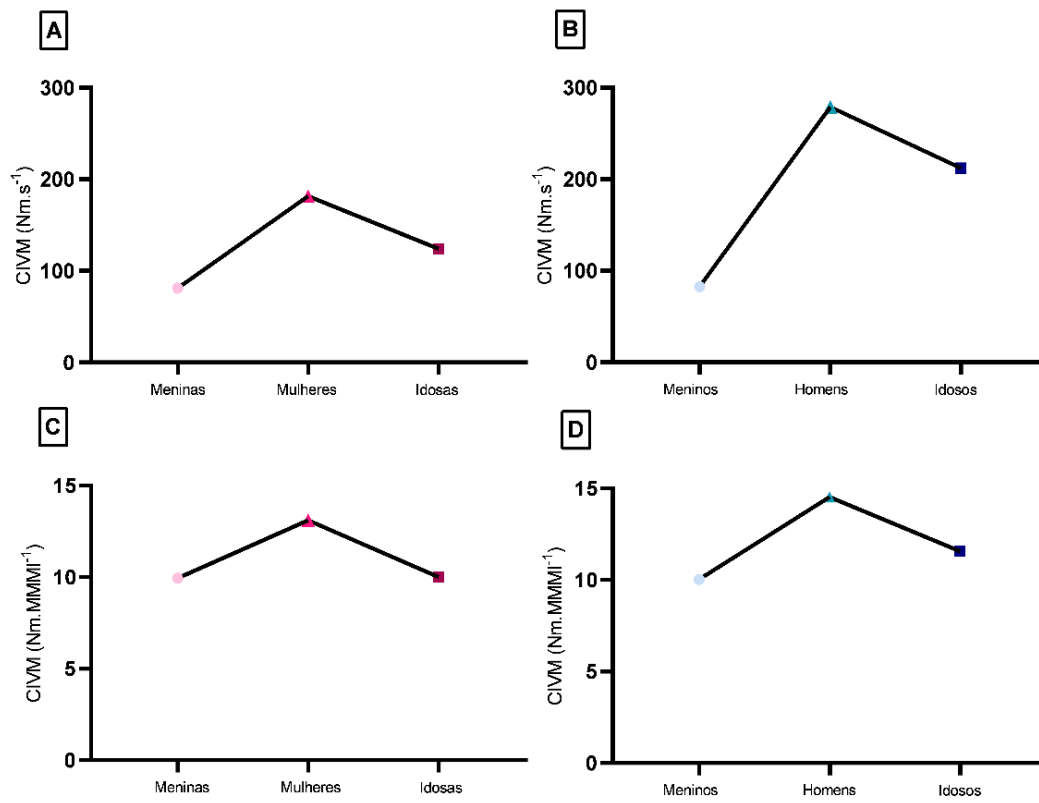 A
CIVM (Nm.s-1)
300
200
100
0
Meninas Mulheres Idosas
B
CIVM (Nm.s-1)
300
200
100
0
Meninos Homens Idosos
C
CIVM (Nm.MMMI-1)
15
10
5
0
Meninas Mulheres Idosas
D
CIVM (Nm.MMMI-1)
15
10
5
0
Meninos Homens Idosos